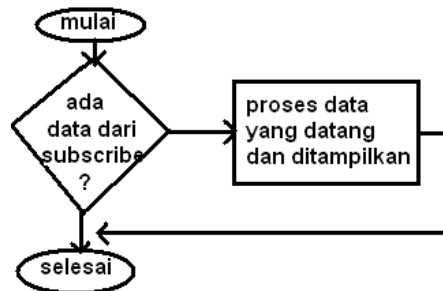 mulai
ada
data dari
subscribe
?
proses data
yang datang
dan ditampilkan
selesai